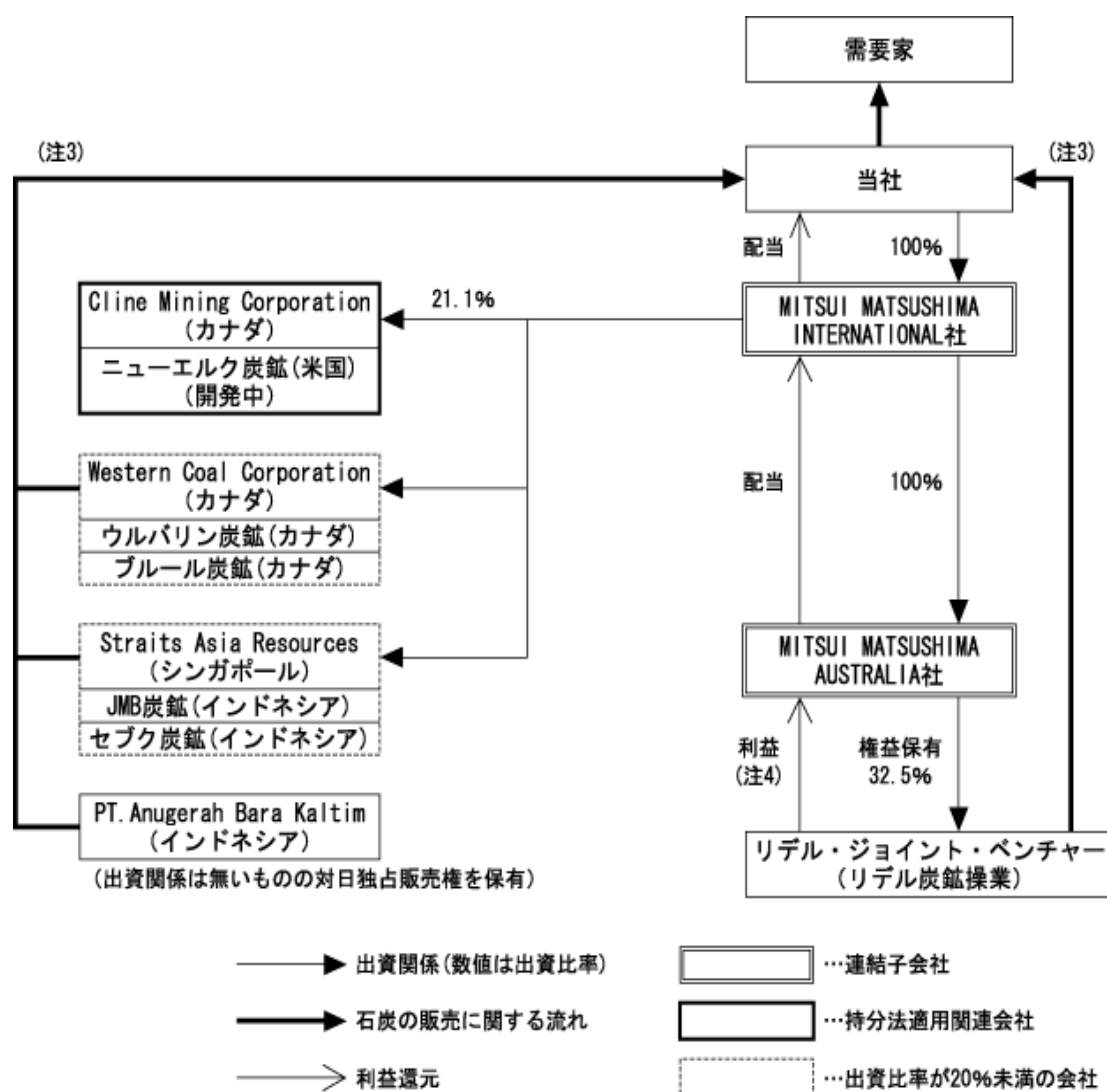 需要家
(注3)
(注3)
当社
配当
100%
Cline Mining Corporation
(カナダ)
ニューエルク炭鉱(米国)
(開発中)
21.1%
MITSUI MATSUSHIMA
INTERNATIONAL社
Western Coal Corporation
(カナダ)
ウルバリン炭鉱(カナダ)
ブルール炭鉱(カナダ)
配当
100%
Straits Asia Resources
(シンガポール)
JMB炭鉱(インドネシア)
セブク炭鉱(インドネシア)
MITSUI MATSUSHIMA
AUSTRALIA社
利益
(注4)
権益保有
32.5%
PT.Anugerah Bara Kaltim
(インドネシア)
(出資関係は無いものの対日独占販売権を保有)
リデル・ジョイント・ベンチャー
(リデル炭鉱操業)
出資関係(数値は出資比率)
…連結子会社
石炭の販売に関する流れ
…持分法適用関連会社
利益還元
…出資比率が20%未満の会社